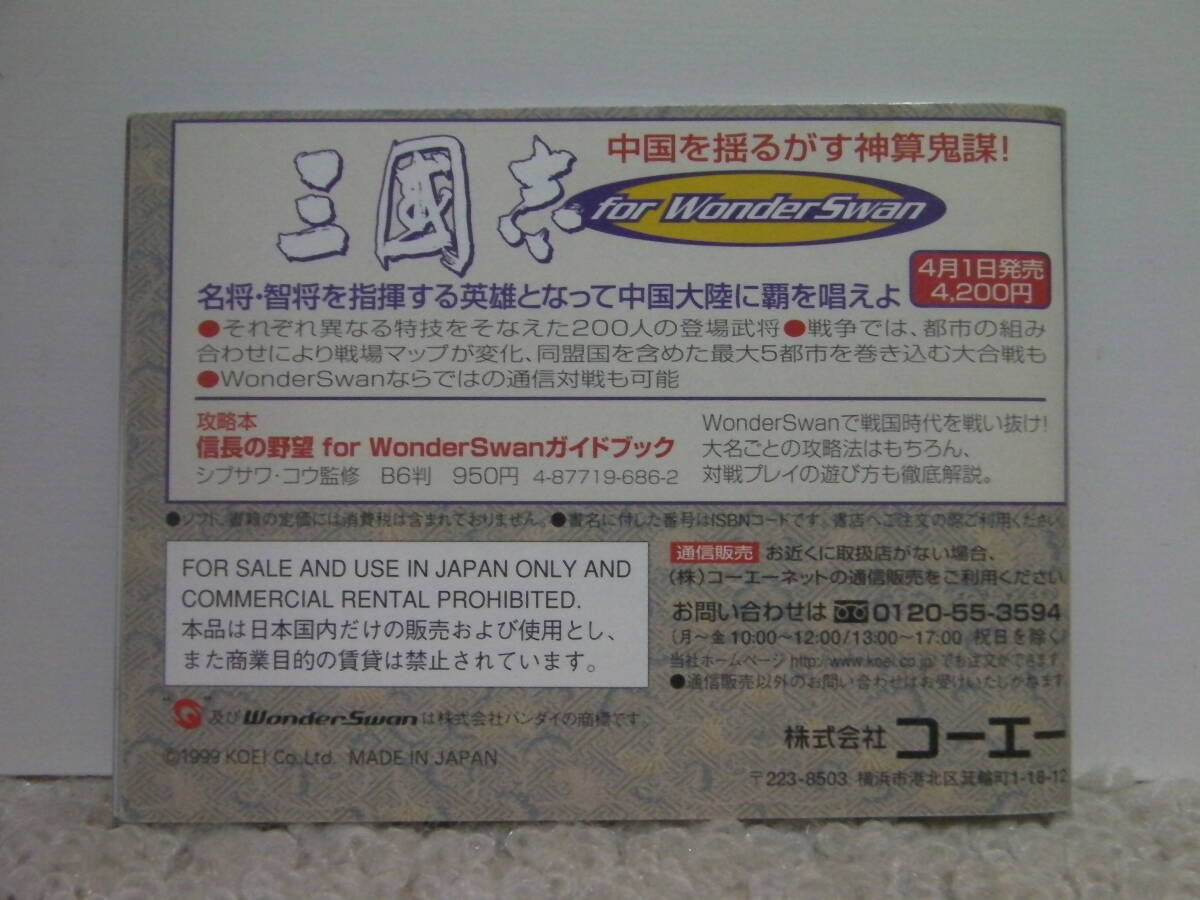 中国を揺るがす神算鬼謀!
三國志 for WonderSwan
4月1日発売
4,200円
名将・智将を指揮する英雄となって中国大陸に覇を唱えよ
●それぞれ異なる特技をそなえた200人の登場武将●戦争では、都市の組み
合わせにより戦場マップが変化、同盟国を含めた最大5都市を巻き込む大合戦も
●WonderSwanならではの通信対戦も可能
攻略本
信長の野望 for WonderSwanガイドブック
シブサワ・コウ監修 B6判 950円 4-87719-686-2
WonderSwanで戦国時代を戦い抜け!
大名ごとの攻略法はもちろん、
対戦プレイの遊び方も徹底解説。
●ソフト、書籍の定価には消費税は含まれておりません。●書名に付した番号はISBNコードです。書店へご注文の際ご利用ください
FOR SALE AND USE IN JAPAN ONLY AND
COMMERCIAL RENTAL PROHIBITED.
本品は日本国内だけの販売および使用とし、
また商業目的の賃貸は禁止されています。
通信販売 お近くに取扱店がない場合、
(株)コーエーネットの通信販売をご利用ください
お問い合わせは 0120-55-3594
(月〜金 10:00〜12:00/13:00〜17:00 祝日を除く)
当社ホームページ http://www.koei.co.jp/ でも注文ができます
●通信販売以外のお問い合わせはお受けいたしかねます
" "及びWonderSwanは株式会社バンダイの商標です。
©1999 KOEI Co.,Ltd. MADE IN JAPAN
株式会社 コーエー
〒223-8503 横浜市港北区箕輪町1-18-12